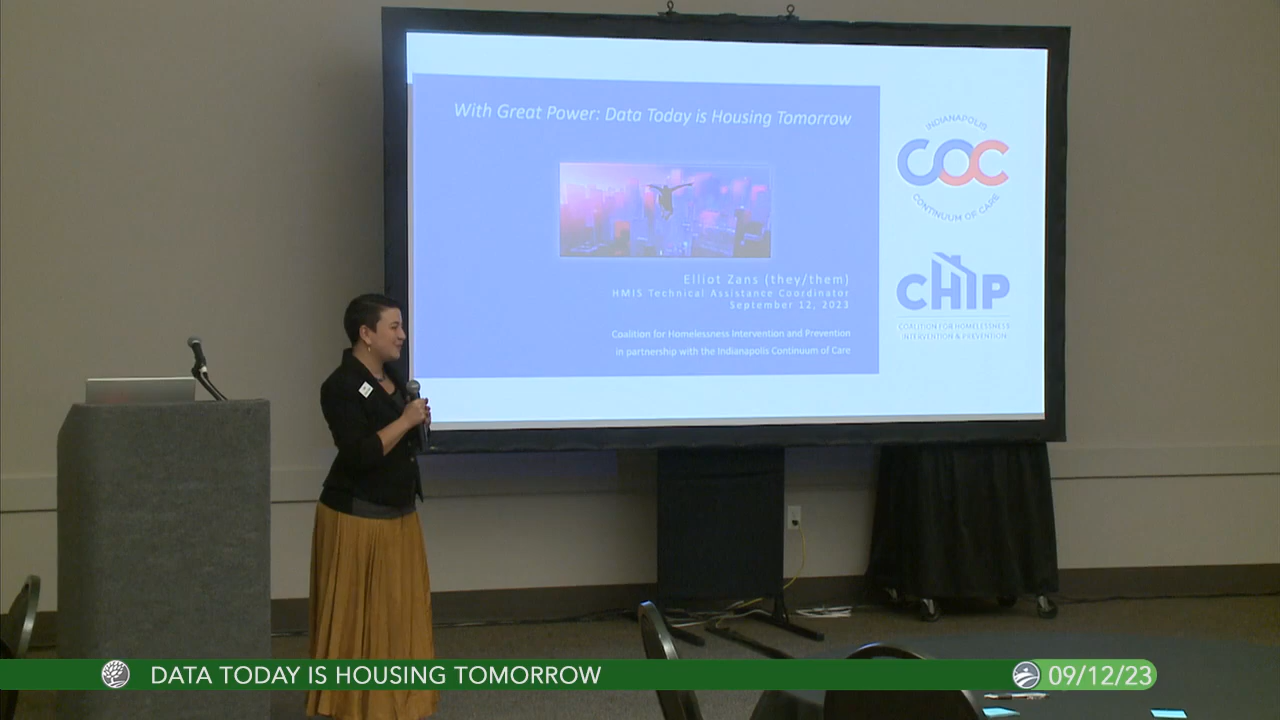 With Great Power: Data Today is Housing Tomorrow
Elliot Zans (they/them)
HMIS Technical Assistance Coordinator
September 12, 2023
Coalition for Homelessness Intervention and Prevention
in partnership with the Indianapolis Continuum of Care
INDIANAPOLIS
COC
CONTINUUM OF CARE
CHIP
COALITION FOR HOMELESSNESS
INTERVENTION & PREVENTION
DATA TODAY IS HOUSING TOMORROW
09/12/23